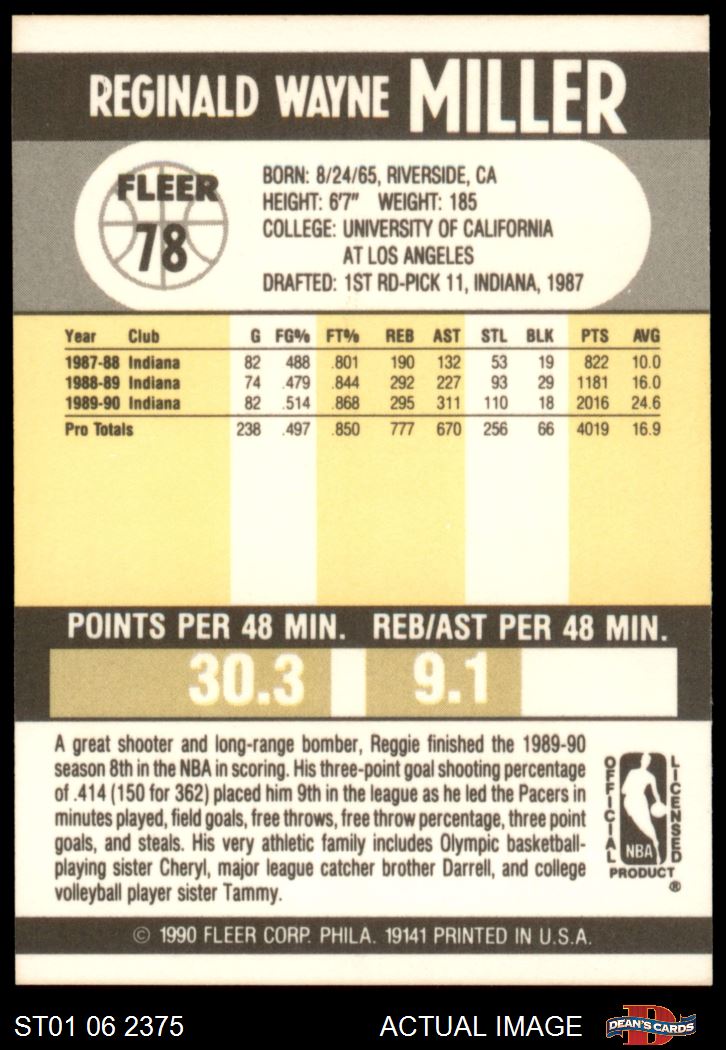 REGINALD WAYNE MILLER
FLEER
78
BORN: 8/24/65, RIVERSIDE, CA
HEIGHT: 6'7" WEIGHT: 185
COLLEGE: UNIVERSITY OF CALIFORNIA
AT LOS ANGELES
DRAFTED: 1ST RD-PICK 11, INDIANA, 1987
Year Club G FG% FT% REB AST STL BLK PTS AVG
1987-88 Indiana 82 .488 .801 190 132 53 19 822 10.0
1988-89 Indiana 74 .479 .844 292 227 93 29 1181 16.0
1989-90 Indiana 82 .514 .868 295 311 110 18 2016 24.6
Pro Totals 238 .497 .850 777 670 256 66 4019 16.9
POINTS PER 48 MIN. REB/AST PER 48 MIN.
30.3 9.1
A great shooter and long-range bomber, Reggie finished the 1989-90
season 8th in the NBA in scoring. His three-point goal shooting percentage
of .414 (150 for 362) placed him 9th in the league as he led the Pacers in
minutes played, field goals, free throws, free throw percentage, three point
goals, and steals. His very athletic family includes Olympic basketball-
playing sister Cheryl, major league catcher brother Darrell, and college
volleyball player sister Tammy.
OFFICIAL
NBA
LICENSED
PRODUCT
®
© 1990 FLEER CORP. PHILA. 19141 PRINTED IN U.S.A.
ST01 06 2375 ACTUAL IMAGE
D
DEAN'S CARDS